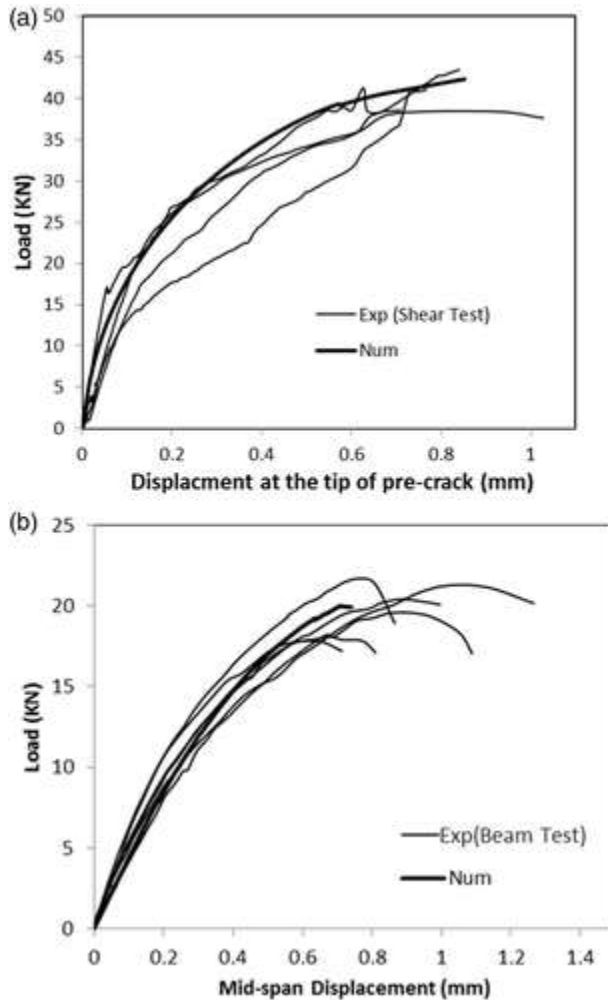 (a)
50
45
40
35
30
25
20
15
10
5
0
Load (KN)
Exp (Shear Test)
Num
0 0.2 0.4 0.6 0.8 1
Displacment at the tip of pre-crack (mm)
(b)
25
20
15
10
5
0
Load (KN)
Exp(Beam Test)
Num
0 0.2 0.4 0.6 0.8 1 1.2 1.4
Mid-span Displacement (mm)